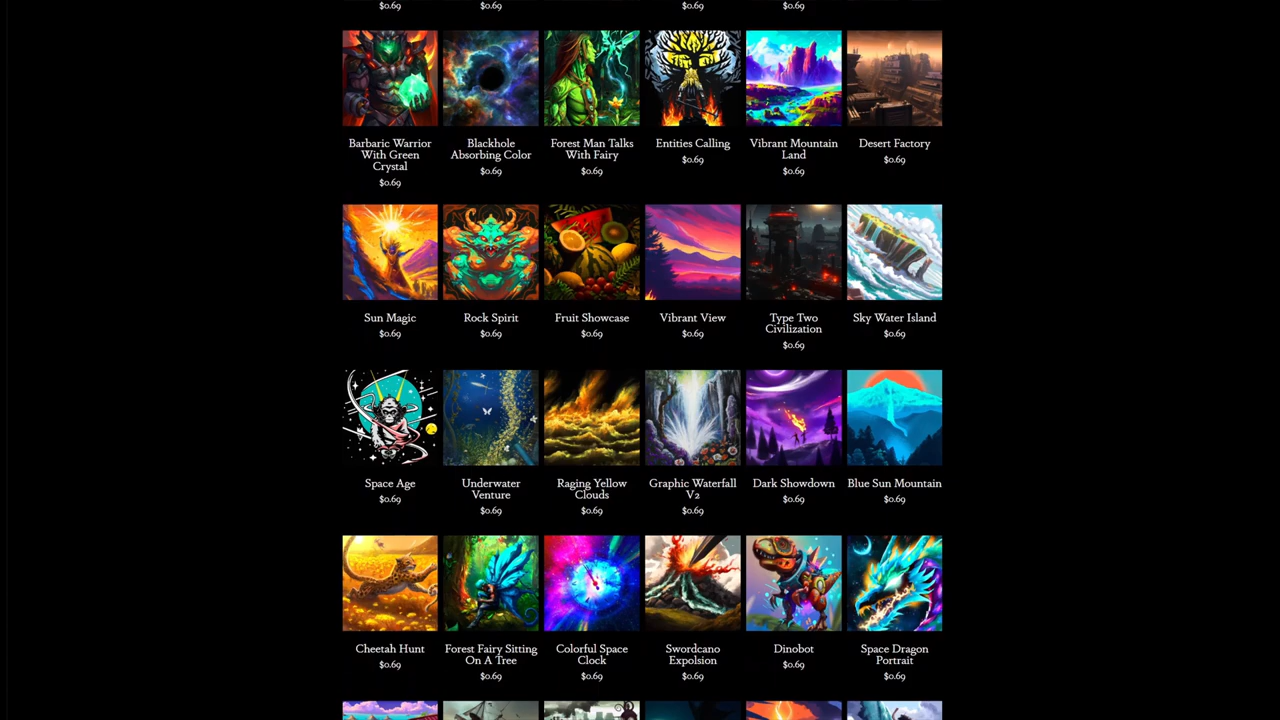 $0.69 $0.69 $0.69 $0.69
Barbaric Warrior With Green Crystal
$0.69
Blackhole Absorbing Color
$0.69
Forest Man Talks With Fairy
$0.69
Entities Calling
$0.69
Vibrant Mountain Land
$0.69
Desert Factory
$0.69
Sun Magic
$0.69
Rock Spirit
$0.69
Fruit Showcase
$0.69
Vibrant View
$0.69
Type Two Civilization
$0.69
Sky Water Island
$0.69
Space Age
$0.69
Underwater Venture
$0.69
Raging Yellow Clouds
$0.69
Graphic Waterfall V2
$0.69
Dark Showdown
$0.69
Blue Sun Mountain
$0.69
Cheetah Hunt
$0.69
Forest Fairy Sitting On A Tree
$0.69
Colorful Space Clock
$0.69
Swordcano Expolsion
$0.69
Dinobot
$0.69
Space Dragon Portrait
$0.69